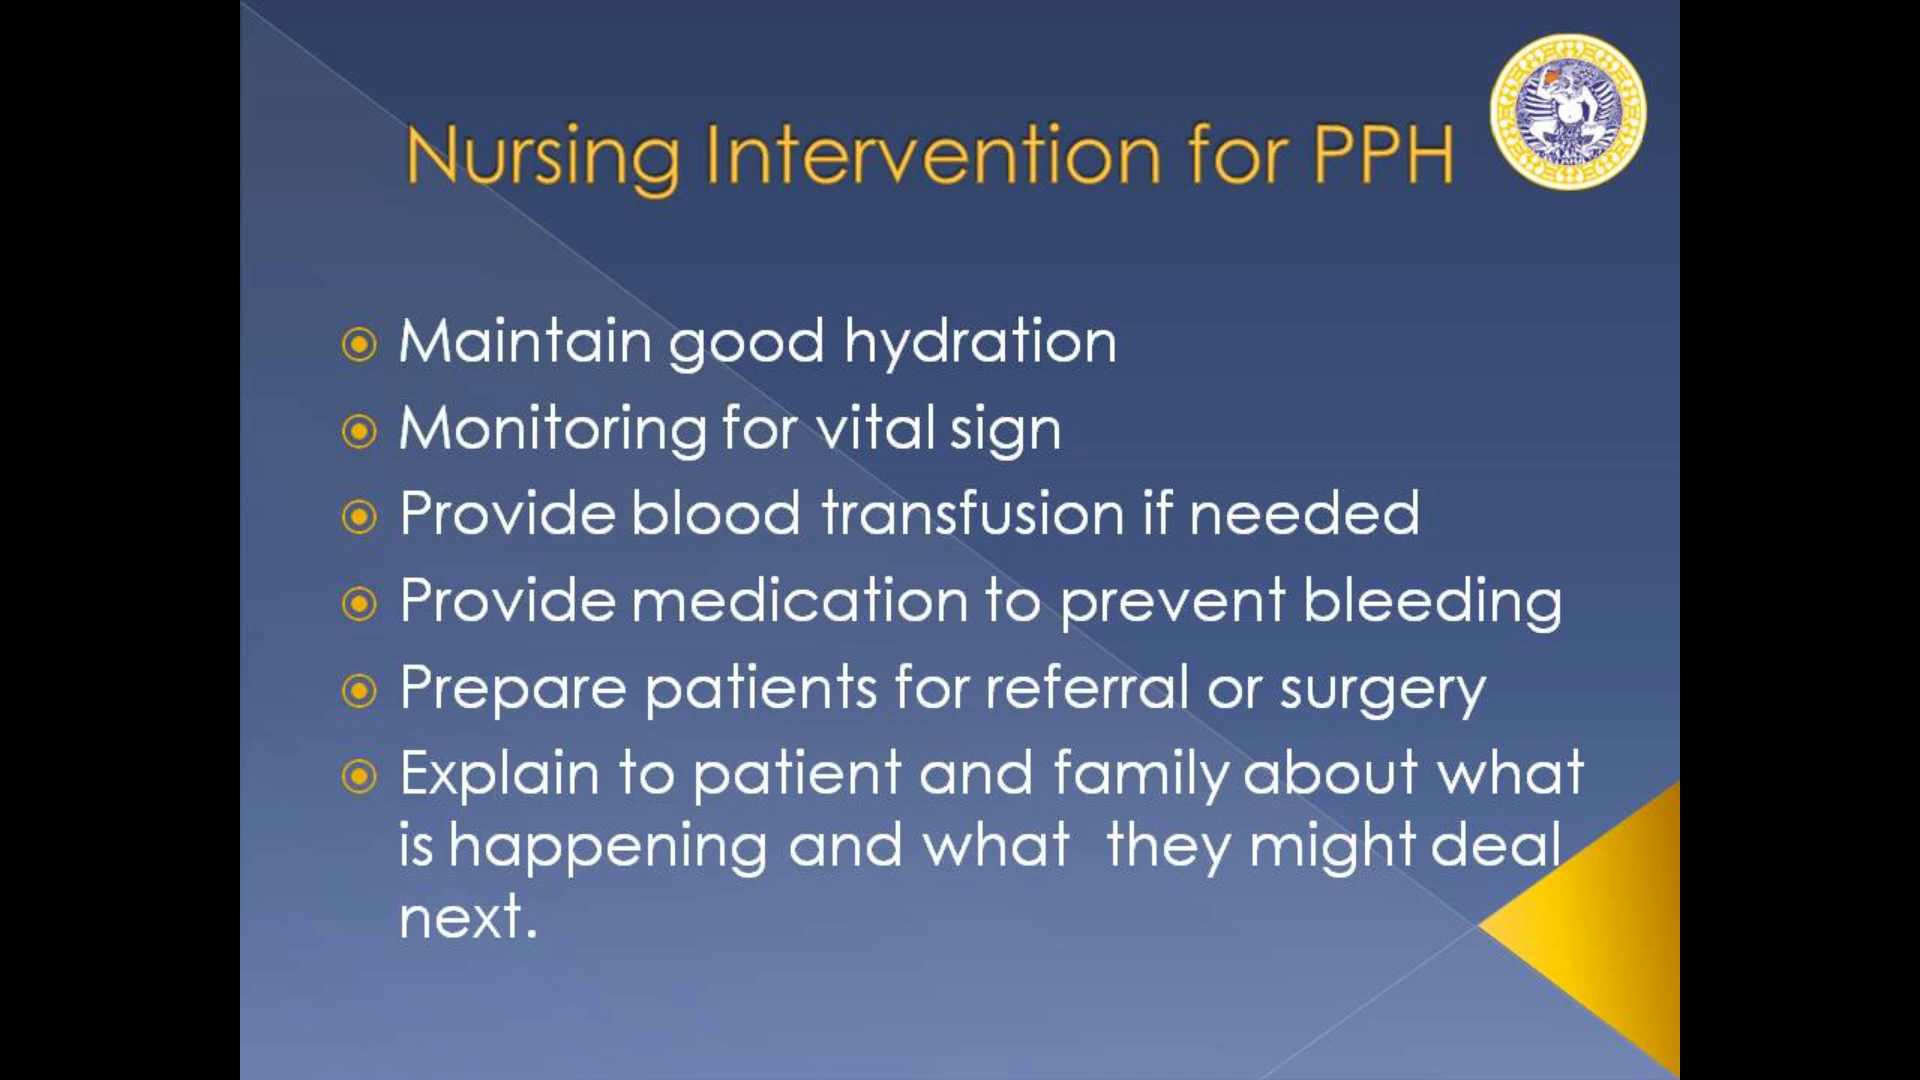 Nursing Intervention for PPH
Maintain good hydration
Monitoring for vital sign
Provide blood transfusion if needed
Provide medication to prevent bleeding
Prepare patients for referral or surgery
Explain to patient and family about what
is happening and what they might deal
next.